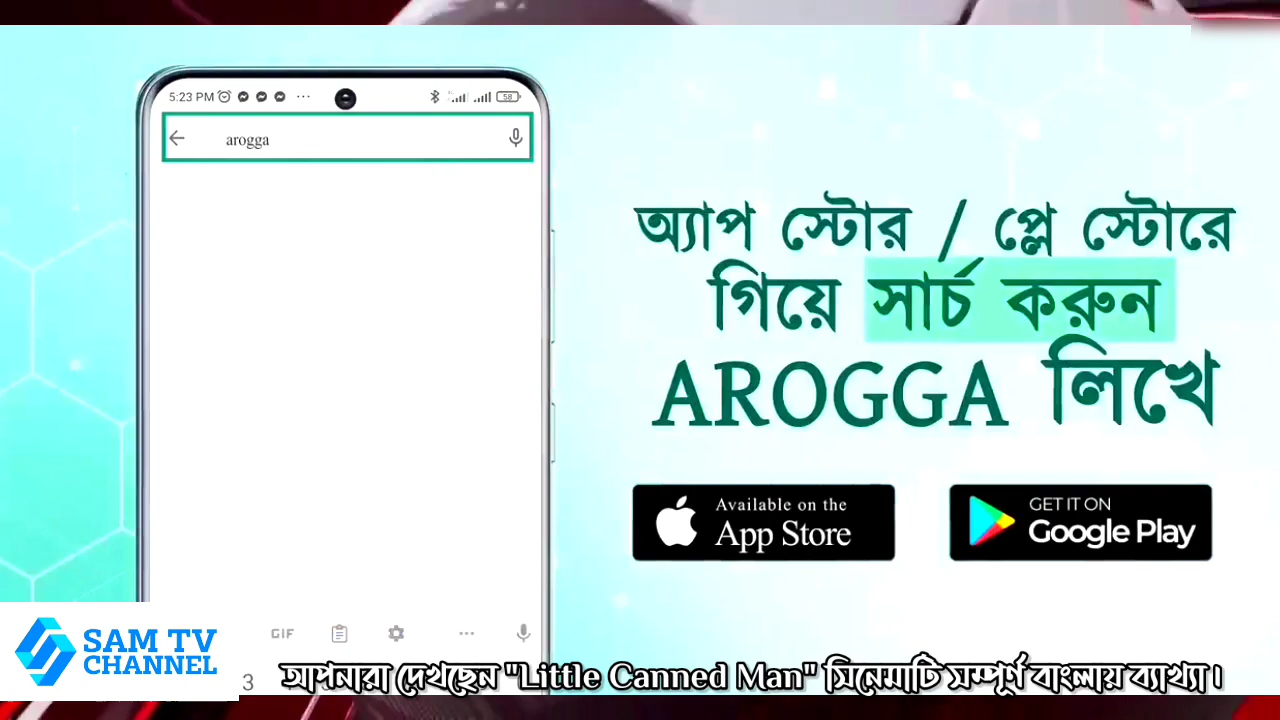 5:23 PM
58
arogga
অ্যাপ স্টোর / প্লে স্টোরে
গিয়ে সার্চ করুন
AROGGA লিখে
Available on the
App Store
GET IT ON
Google Play
GIF
SAM TV
CHANNEL
3
আপনারা দেখছেন "Little Canned Man" সিনেমাটি সম্পূর্ণ বাংলায় ব্যাখ্যা।